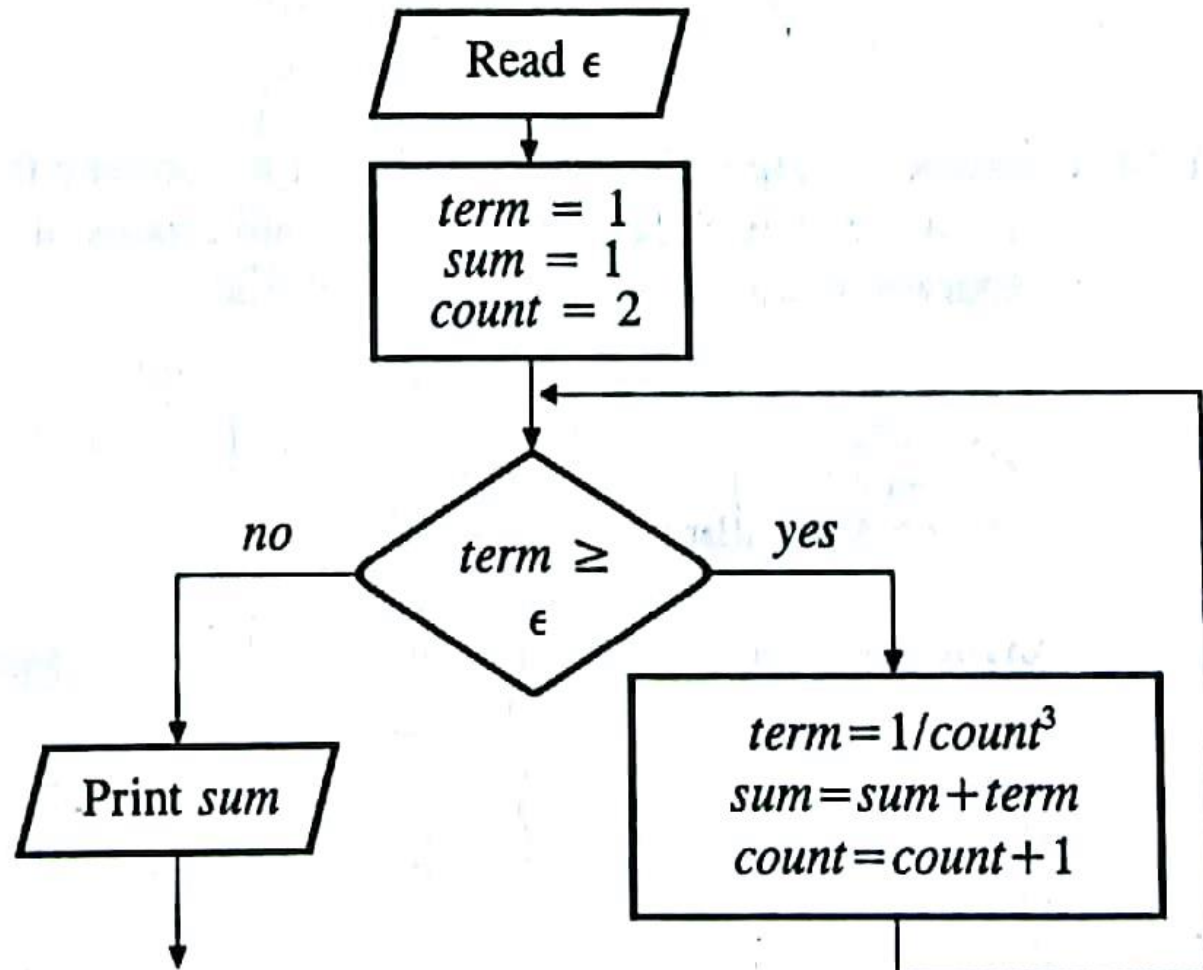 Read ϵ
term = 1
sum = 1
count = 2
no
term ≥
ϵ
yes
Print sum
term=1/count³
sum=sum+term
count=count+1